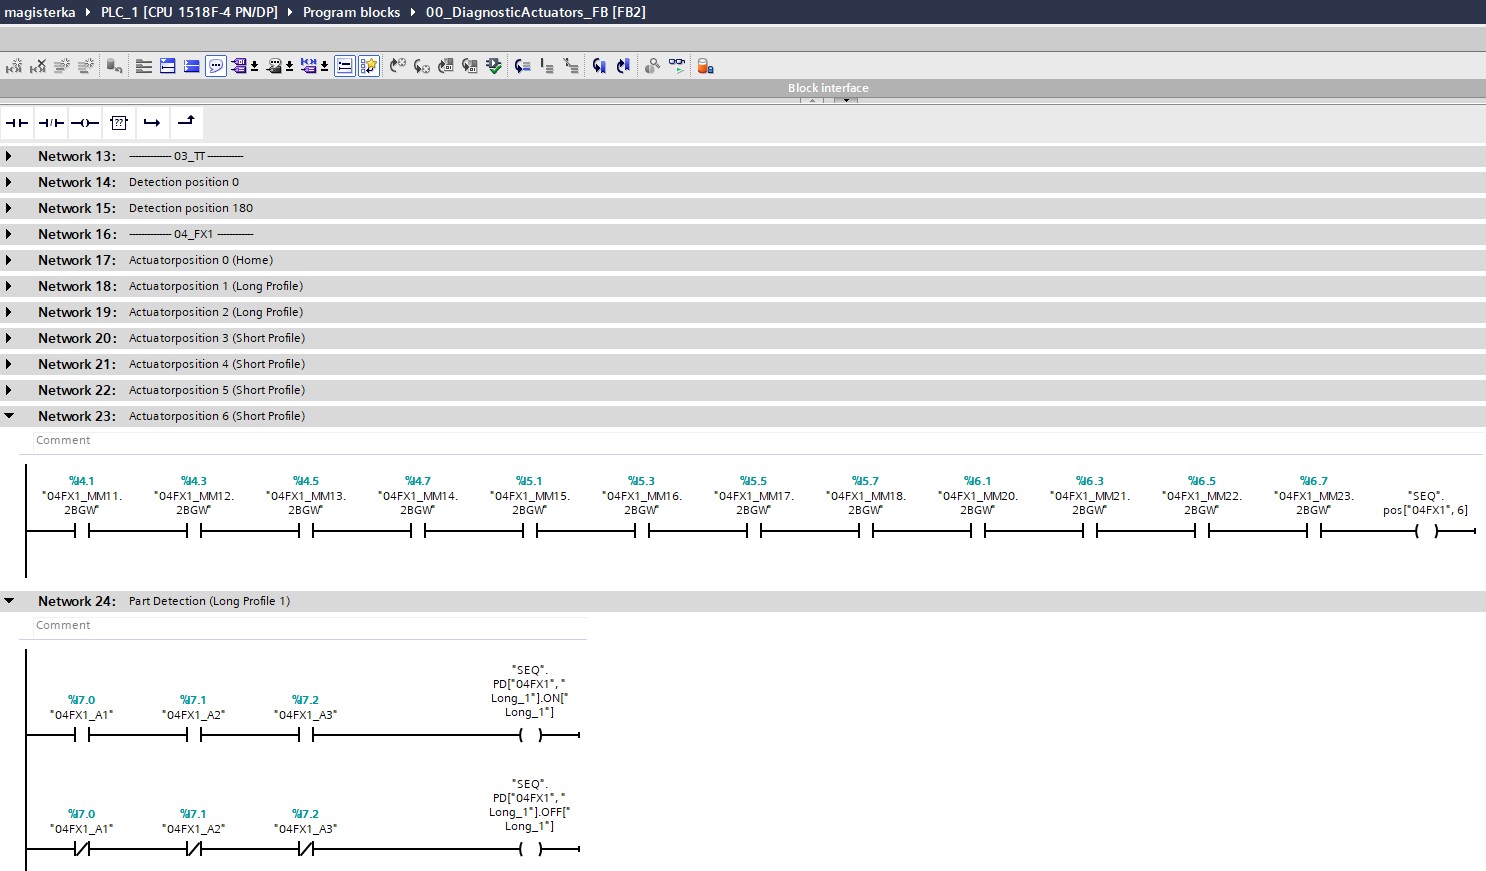 magisterka ▸ PLC_1 [CPU 1518F-4 PN/DP] ▸ Program blocks ▸ 00_DiagnosticActuators_FB [FB2]
Block interface
??
Network 13: ------------- 03_TT -----------
Network 14: Detection position 0
Network 15: Detection position 180
Network 16: ------------- 04_FX1 -----------
Network 17: Actuatorposition 0 (Home)
Network 18: Actuatorposition 1 (Long Profile)
Network 19: Actuatorposition 2 (Long Profile)
Network 20: Actuatorposition 3 (Short Profile)
Network 21: Actuatorposition 4 (Short Profile)
Network 22: Actuatorposition 5 (Short Profile)
Network 23: Actuatorposition 6 (Short Profile)
Comment
%I4.1 %I4.3 %I4.5 %I4.7 %I5.1 %I5.3 %I5.5 %I5.7 %I6.1 %I6.3 %I6.5 %I6.7
"04FX1_MM11. "04FX1_MM12. "04FX1_MM13. "04FX1_MM14. "04FX1_MM15. "04FX1_MM16. "04FX1_MM17. "04FX1_MM18. "04FX1_MM20. "04FX1_MM21. "04FX1_MM22. "04FX1_MM23. "SEQ".
2BGW" 2BGW" 2BGW" 2BGW" 2BGW" 2BGW" 2BGW" 2BGW" 2BGW" 2BGW" 2BGW" 2BGW" pos["04FX1", 6]
Network 24: Part Detection (Long Profile 1)
Comment
"SEQ".
PD["04FX1", "
Long_1"].ON["
Long_1"]
%I7.0 %I7.1 %I7.2
"04FX1_A1" "04FX1_A2" "04FX1_A3"
"SEQ".
PD["04FX1", "
Long_1"].OFF["
Long_1"]
%I7.0 %I7.1 %I7.2
"04FX1_A1" "04FX1_A2" "04FX1_A3"